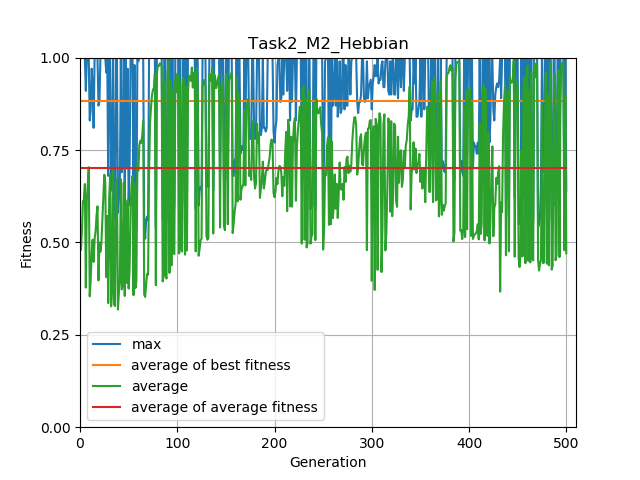 Task2_M2_Hebbian
1.00
0.75
0.50
0.25
0.00
Fitness
max
average of best fitness
average
average of average fitness
0 100 200 300 400 500
Generation